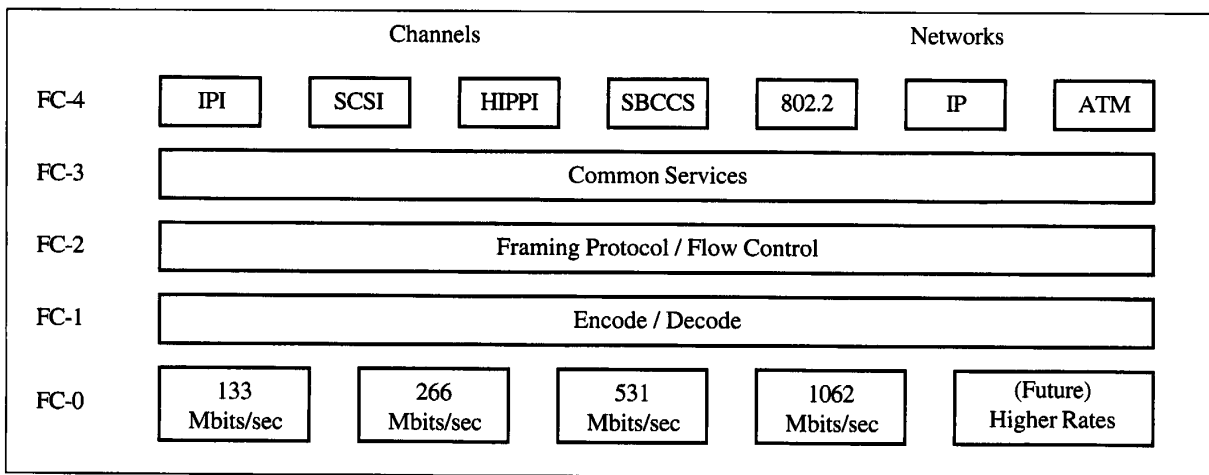 Channels Networks
FC-4 IPI SCSI HIPPI SBCCS 802.2 IP ATM
FC-3 Common Services
FC-2 Framing Protocol / Flow Control
FC-1 Encode / Decode
FC-0 133 Mbits/sec 266 Mbits/sec 531 Mbits/sec 1062 Mbits/sec (Future) Higher Rates